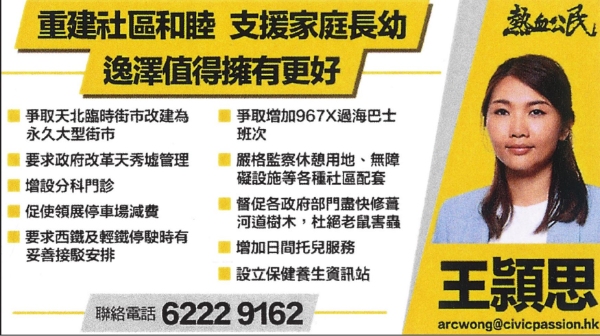 重建社區和睦 支援家庭長幼
逸澤值得擁有更好
熱血公民
爭取天北臨時街市改建為
永久大型街市
要求政府改革天秀墟管理
增設分科門診
促使領展停車場減費
要求西鐵及輕鐵停駛時有
妥善接駁安排
爭取增加967X過海巴士
班次
嚴格監察休憩用地、無障
礙設施等各種社區配套
督促各政府部門盡快修葺
河道樹木，杜絕老鼠害蟲
增加日間托兒服務
設立保健養生資訊站
聯絡電話 6222 9162
王頴思
arcwong@civicpassion.hk